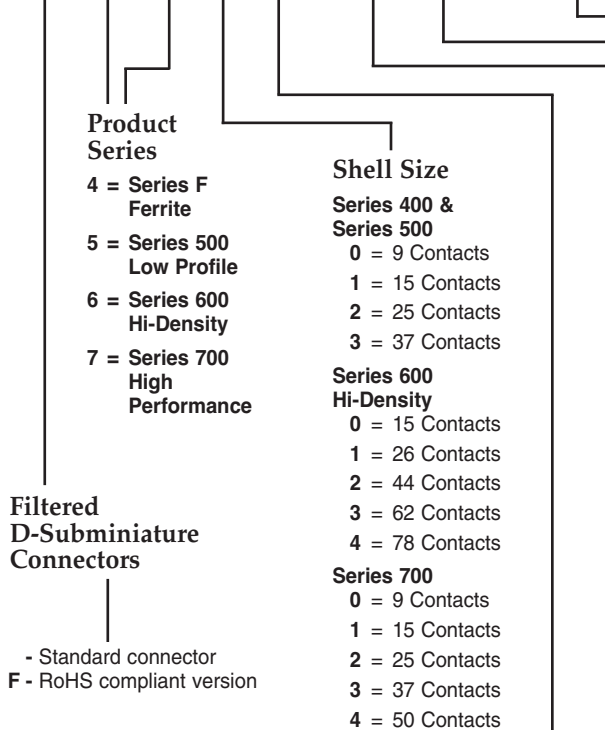 Product
Series
4 = Series F
Ferrite
5 = Series 500
Low Profile
6 = Series 600
Hi-Density
7 = Series 700
High
Performance
Filtered
D-Subminiature
Connectors
- Standard connector
F - RoHS compliant version
Shell Size
Series 400 &
Series 500
0 = 9 Contacts
1 = 15 Contacts
2 = 25 Contacts
3 = 37 Contacts
Series 600
Hi-Density
0 = 15 Contacts
1 = 26 Contacts
2 = 44 Contacts
3 = 62 Contacts
4 = 78 Contacts
Series 700
0 = 9 Contacts
1 = 15 Contacts
2 = 25 Contacts
3 = 37 Contacts
4 = 50 Contacts